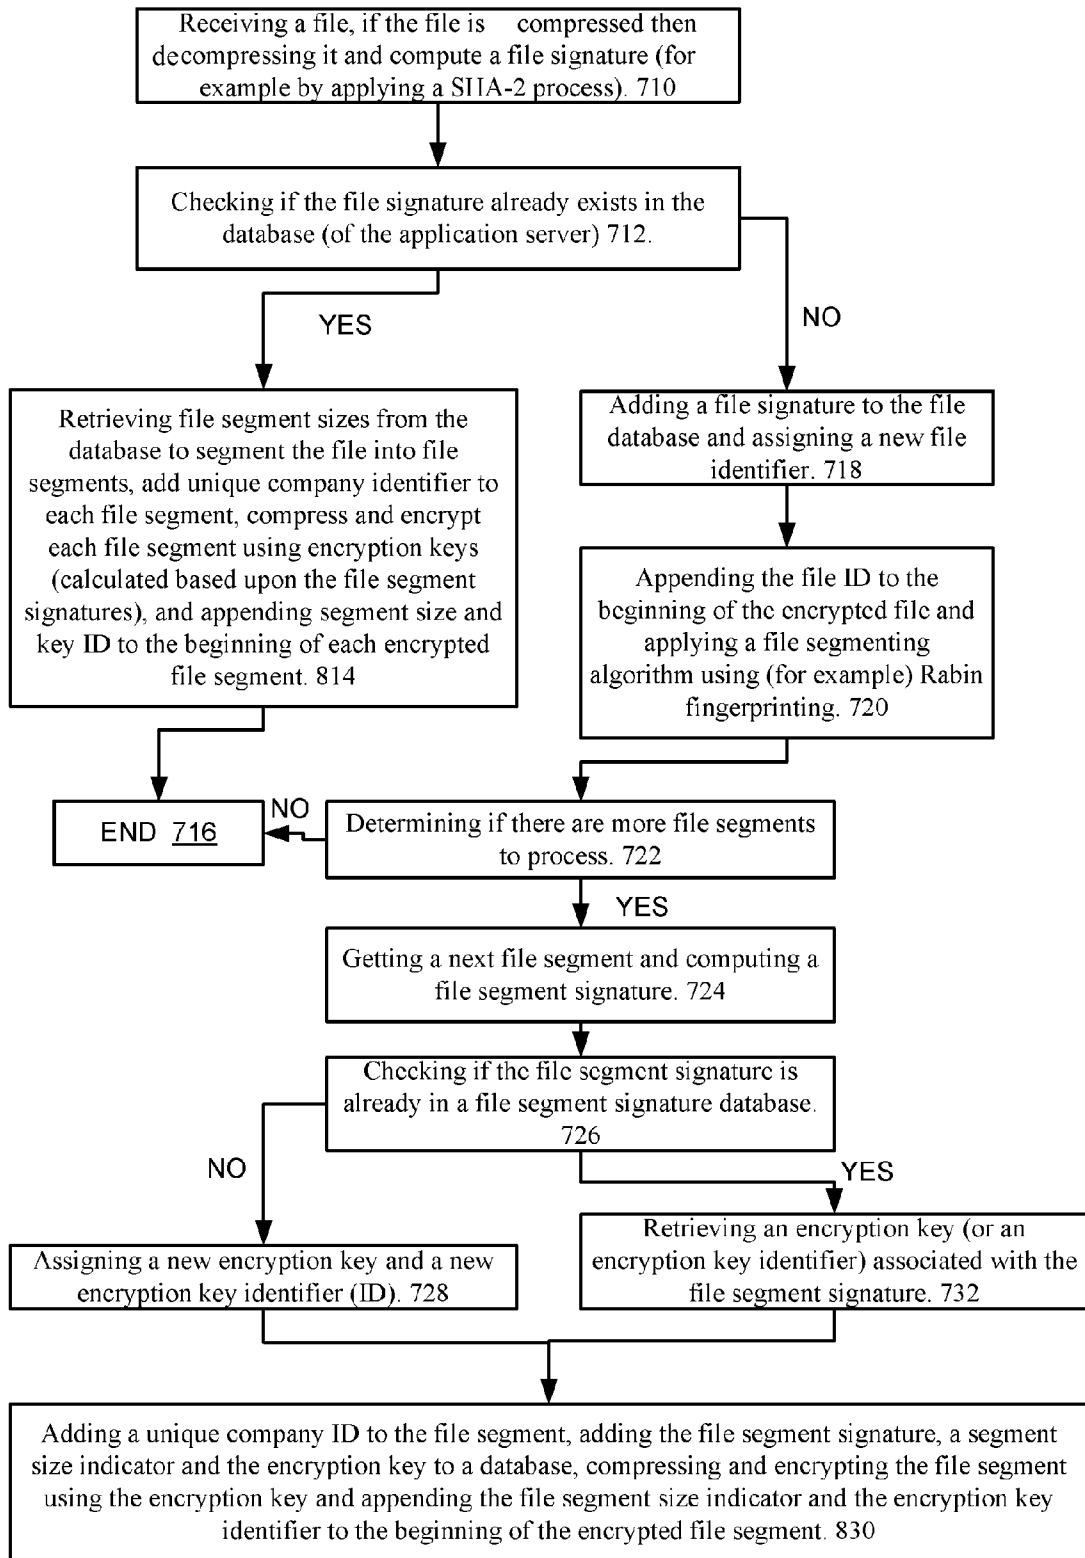 Receiving a file, if the file is compressed then
decompressing it and compute a file signature (for
example by applying a SHA-2 process). 710
Checking if the file signature already exists in the
database (of the application server) 712.
YES
NO
Retrieving file segment sizes from the
database to segment the file into file
segments, add unique company identifier to
each file segment, compress and encrypt
each file segment using encryption keys
(calculated based upon the file segment
signatures), and appending segment size and
key ID to the beginning of each encrypted
file segment. 814
Adding a file signature to the file
database and assigning a new file
identifier. 718
Appending the file ID to the
beginning of the encrypted file and
applying a file segmenting
algorithm using (for example) Rabin
fingerprinting. 720
END 716
NO
Determining if there are more file segments
to process. 722
YES
Getting a next file segment and computing a
file segment signature. 724
Checking if the file segment signature is
already in a file segment signature database.
726
NO
YES
Assigning a new encryption key and a new
encryption key identifier (ID). 728
Retrieving an encryption key (or an
encryption key identifier) associated with the
file segment signature. 732
Adding a unique company ID to the file segment, adding the file segment signature, a segment
size indicator and the encryption key to a database, compressing and encrypting the file segment
using the encryption key and appending the file segment size indicator and the encryption key
identifier to the beginning of the encrypted file segment. 830